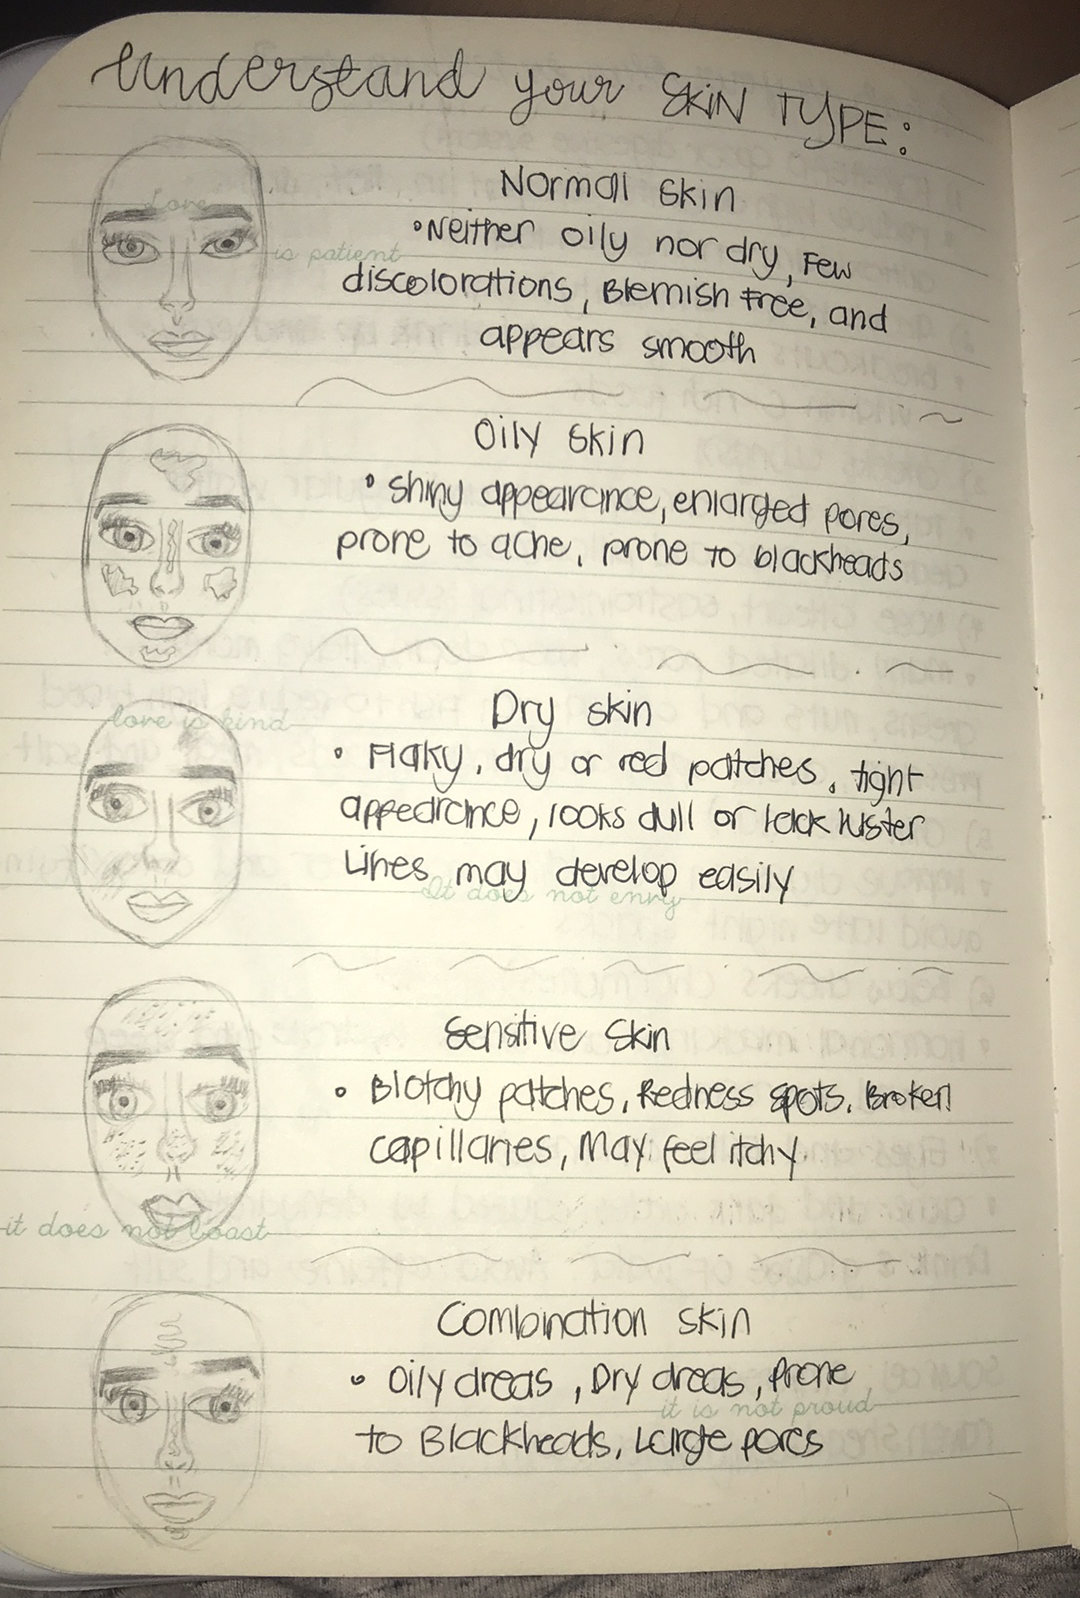 Understand your SKIN TYPE:
Normal Skin
Love
•Neither oily nor dry, Few
is patient
discolorations, Blemish free, and
appears smooth
Oily Skin
• Shiny appearance, enlarged pores,
prone to acne, prone to blackheads
Dry skin
love is kind
• Flaky, dry or red patches, tight
appearance, looks dull or lack luster
Lines may develop easily
It does not envy
Sensitive Skin
• Blotchy patches, Redness spots, Broken
capillaries, May feel itchy.
it does not boast
Combination skin
• Oily areas, Dry areas, Prone
it is not proud
to Blackheads, Large pores